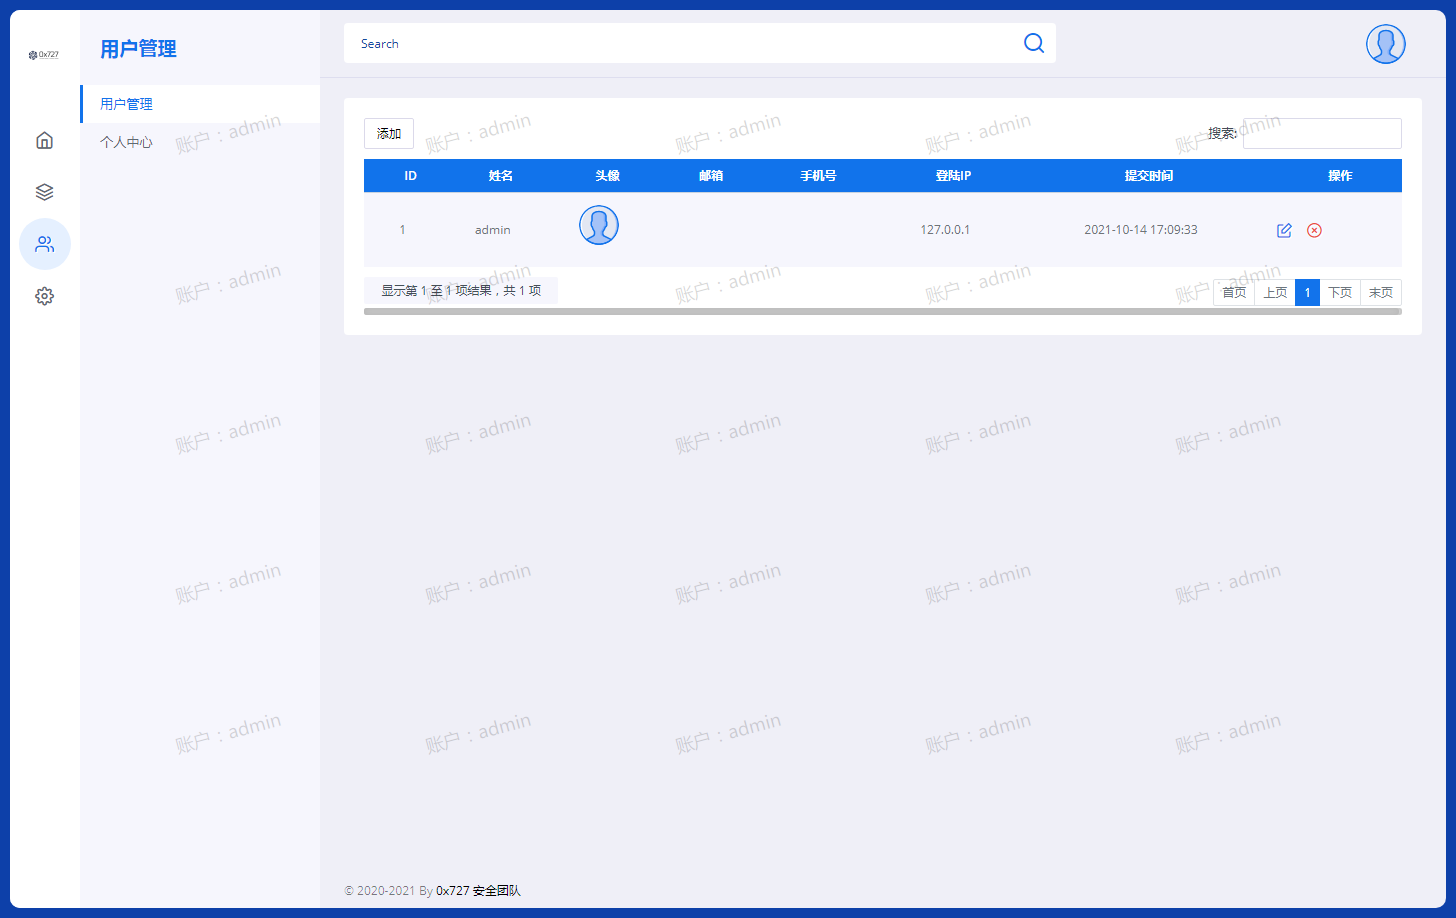 0x727
用户管理
Search
用户管理
个人中心
添加
搜索:
ID 姓名 头像 邮箱 手机号 登陆IP 提交时间 操作
1 admin 127.0.0.1 2021-10-14 17:09:33
显示第 1 至 1 项结果，共 1 项
首页 上页 1 下页 末页
账户：admin 账户：admin 账户：admin 账户：admin 账户：admin
账户：admin 账户：admin 账户：admin 账户：admin 账户：admin
账户：admin 账户：admin 账户：admin 账户：admin 账户：admin
账户：admin 账户：admin 账户：admin 账户：admin 账户：admin
账户：admin 账户：admin 账户：admin 账户：admin 账户：admin
© 2020-2021 By 0x727 安全团队